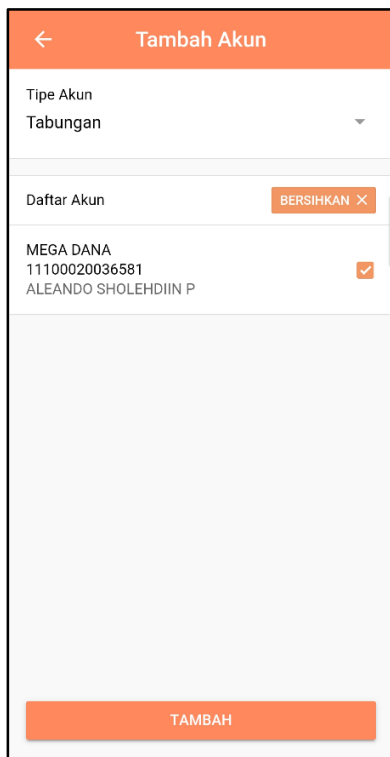 Tambah Akun
Tipe Akun
Tabungan
Daftar Akun
BERSIHKAN
MEGA DANA
11100020036581
ALEANDO SHOLEHDIIN P
TAMBAH